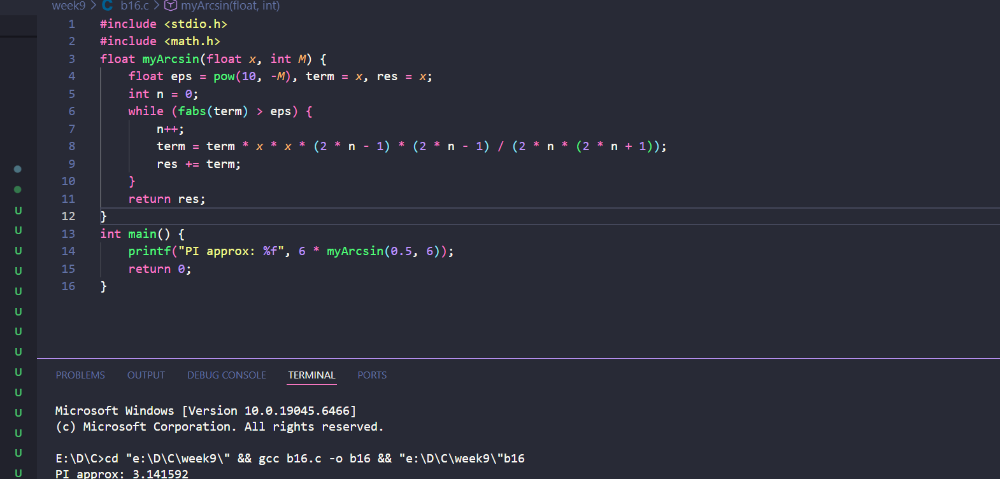 week9 > C b16.c > myArcsin(float, int)
1 #include <stdio.h>
2 #include <math.h>
3 float myArcsin(float x, int M) {
4 float eps = pow(10, -M), term = x, res = x;
5 int n = 0;
6 while (fabs(term) > eps) {
7 n++;
8 term = term * x * x * (2 * n - 1) * (2 * n - 1) / (2 * n * (2 * n + 1));
9 res += term;
10 }
11 return res;
12 }
13 int main() {
14 printf("PI approx: %f", 6 * myArcsin(0.5, 6));
15 return 0;
16 }
U
U
U
U
U
U
U
U
U
U
U
U
U
U
PROBLEMS OUTPUT DEBUG CONSOLE TERMINAL PORTS
Microsoft Windows [Version 10.0.19045.6466]
(c) Microsoft Corporation. All rights reserved.
E:\D\C>cd "e:\D\C\week9\" && gcc b16.c -o b16 && "e:\D\C\week9\"b16
PI approx: 3.141592